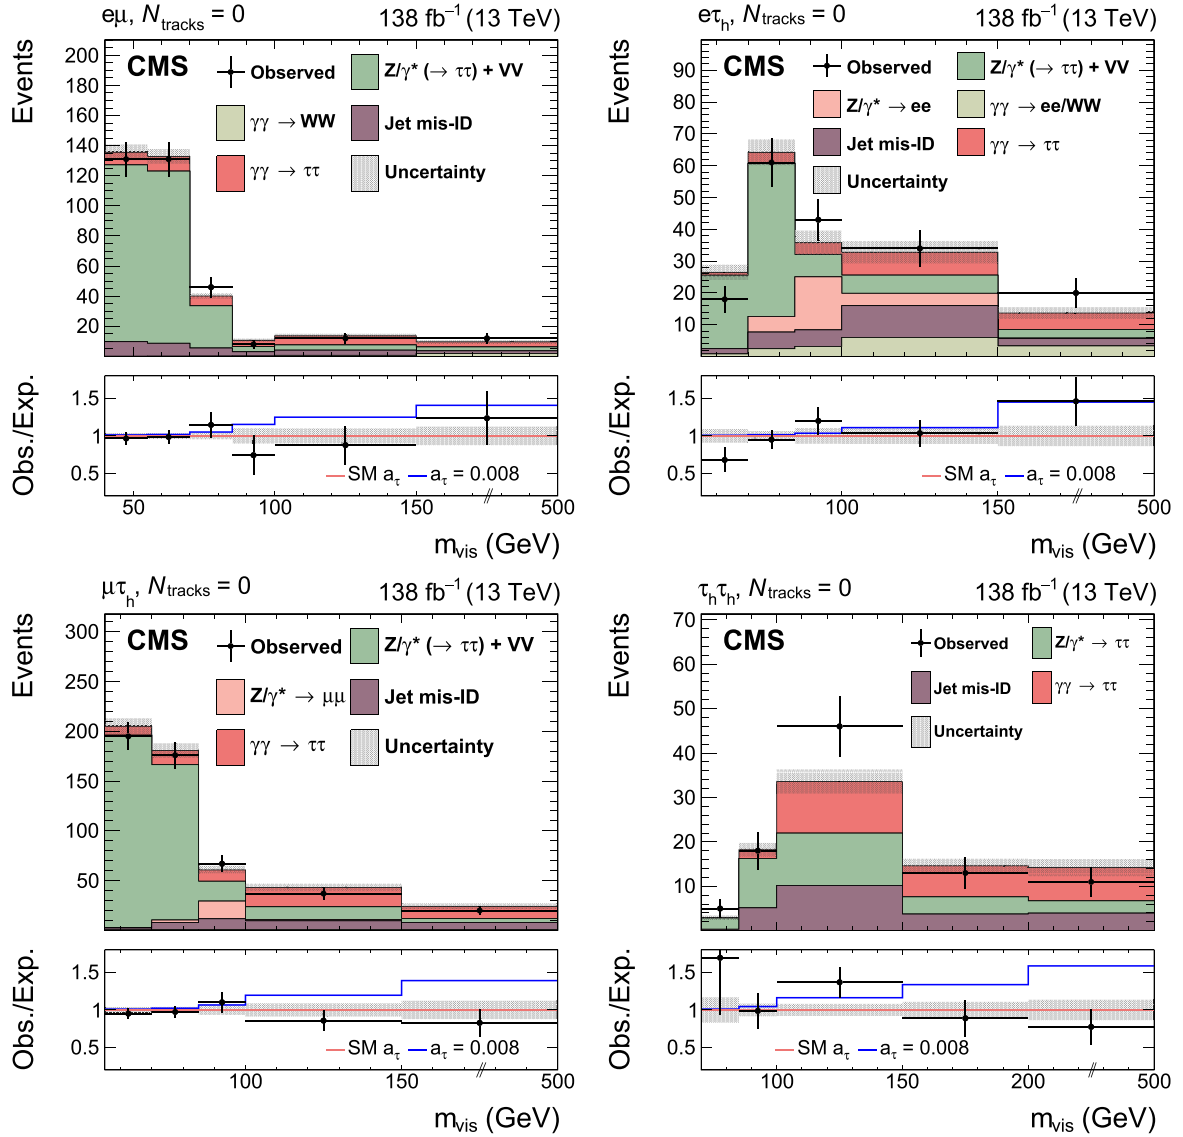 eμ, N_tracks = 0
138 fb⁻¹ (13 TeV)
Events
CMS
Observed
Z/γ* (→ ττ) + VV
γγ → WW
Jet mis-ID
γγ → ττ
Uncertainty
200
180
160
140
120
100
80
60
40
20
Obs./Exp.
1.5
1
0.5
SM a_τ
a_τ = 0.008
50
100
150
500
m_vis (GeV)
eτ_h, N_tracks = 0
138 fb⁻¹ (13 TeV)
Events
CMS
Observed
Z/γ* (→ ττ) + VV
Z/γ* → ee
γγ → ee/WW
Jet mis-ID
γγ → ττ
Uncertainty
90
80
70
60
50
40
30
20
10
Obs./Exp.
1.5
1
0.5
SM a_τ
a_τ = 0.008
100
150
500
m_vis (GeV)
μτ_h, N_tracks = 0
138 fb⁻¹ (13 TeV)
Events
CMS
Observed
Z/γ* (→ ττ) + VV
Z/γ* → μμ
Jet mis-ID
γγ → ττ
Uncertainty
300
250
200
150
100
50
Obs./Exp.
1.5
1
0.5
SM a_τ
a_τ = 0.008
100
150
500
m_vis (GeV)
τ_hτ_h, N_tracks = 0
138 fb⁻¹ (13 TeV)
Events
CMS
Observed
Z/γ* → ττ
Jet mis-ID
γγ → ττ
Uncertainty
70
60
50
40
30
20
10
Obs./Exp.
1.5
1
0.5
SM a_τ
a_τ = 0.008
100
150
200
500
m_vis (GeV)